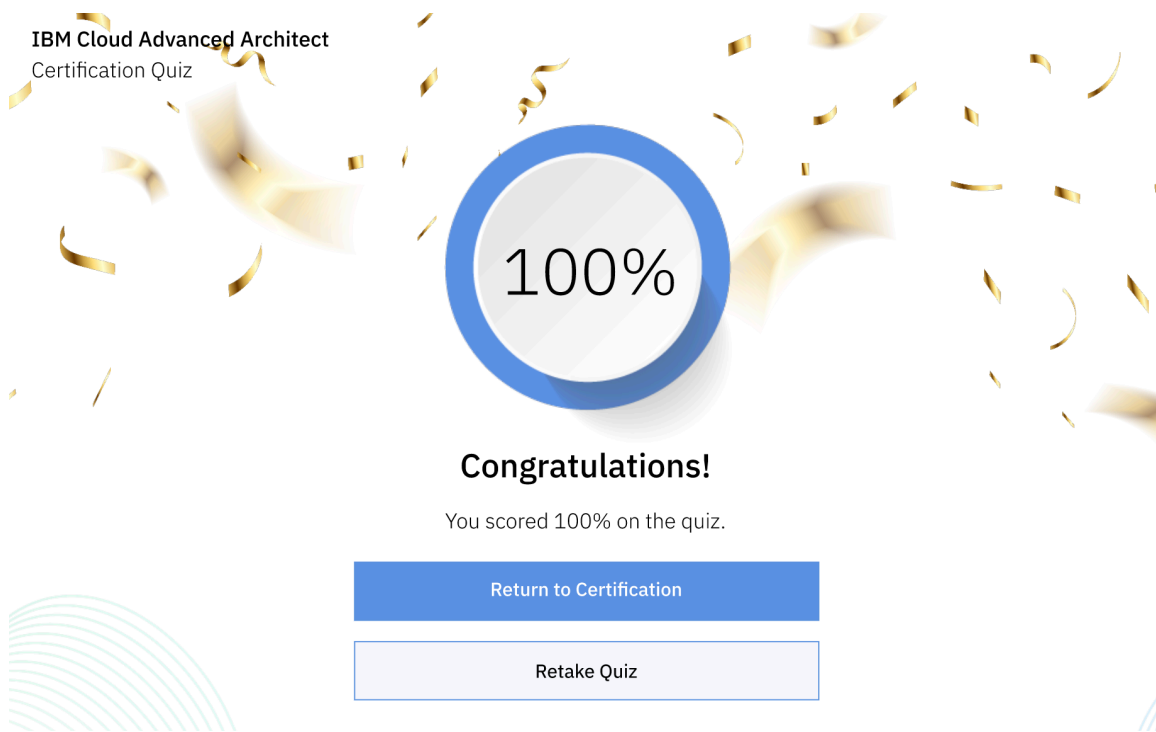 IBM Cloud Advanced Architect
Certification Quiz
100%
Congratulations!
You scored 100% on the quiz.
Return to Certification
Retake Quiz